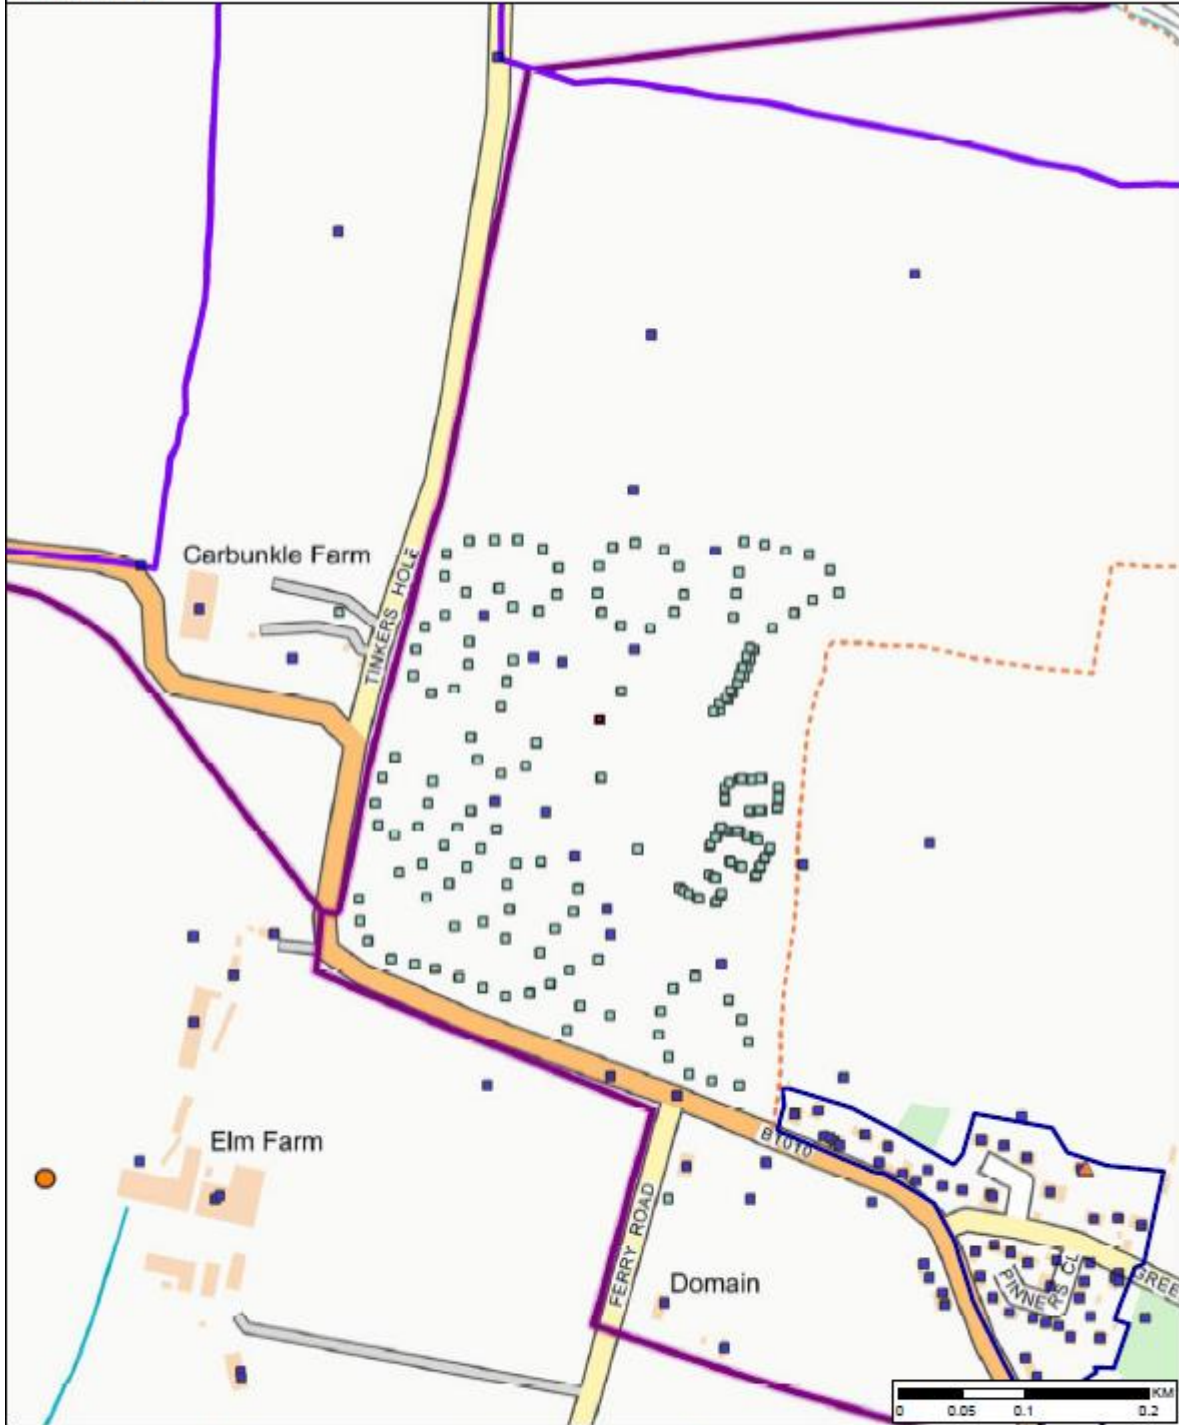 Carbunkle Farm
TINKERS HOLE
Elm Farm
B1010
FERRY ROAD
Domain
PINNERS CL
GREE
KM
0 0.05 0.1 0.2